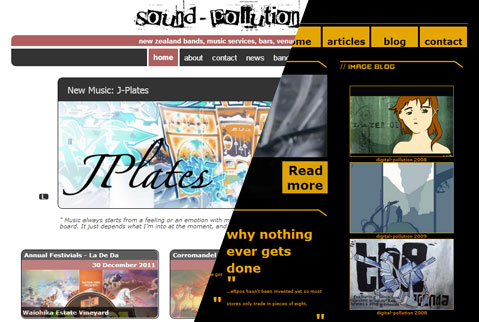 sound-pollution
new zealand bands, music services, bars, venu
home about contact news ban
New Music: J-Plates
JPlates
" Music always starts from a feeling or an emotion with m
board. It just depends what I'm into at the moment, and
Annual Festivials - La De Da
30 December 2011
Waiohika Estate Vineyard
Corromandel
ome articles blog contact
// IMAGE BLOG
Read
more
why nothing
ever gets
done
"
...atlpos hasn't been invented yet so most
stores only trade in pieces of eight.
"
digital-pollution 2008
digital-pollution 2009
digital-pollution 2008